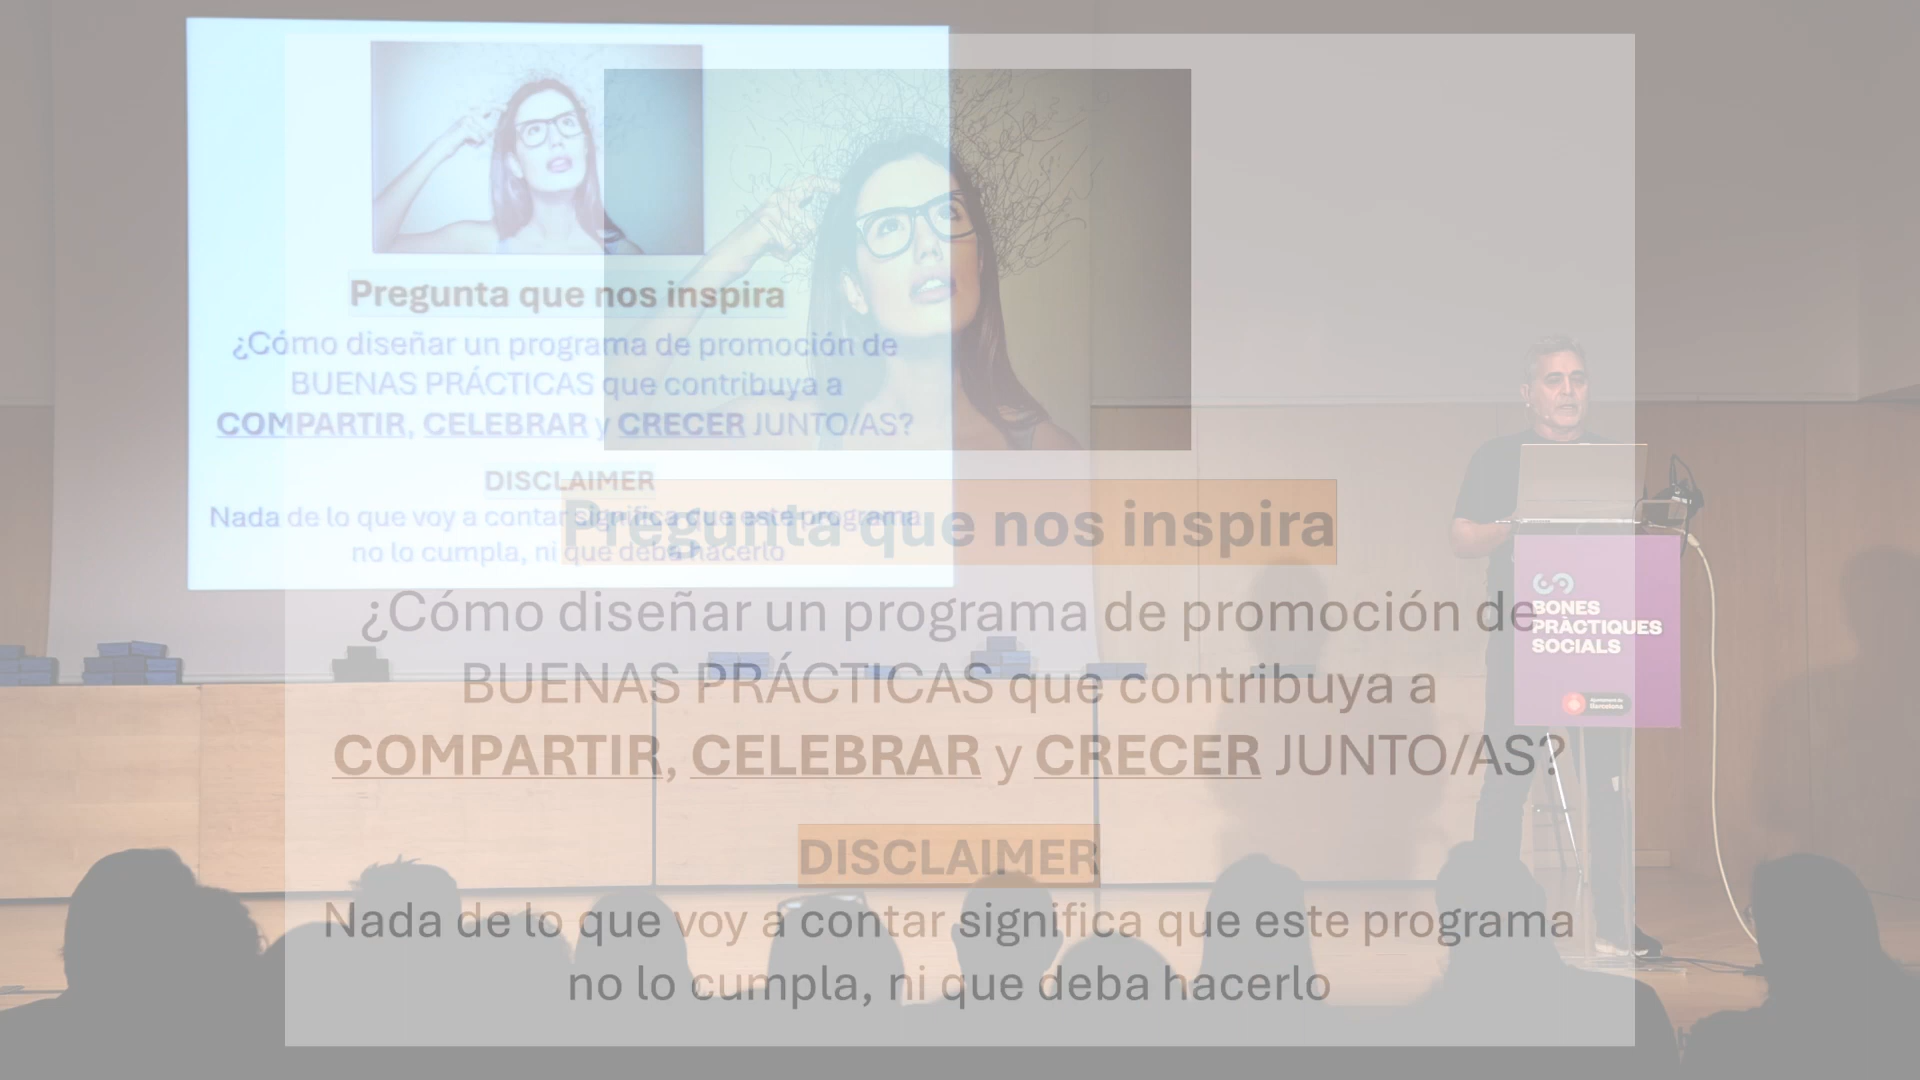 Pregunta que nos inspira
¿Cómo diseñar un programa de promoción de
BUENAS PRÁCTICAS que contribuya a
COMPARTIR, CELEBRAR y CRECER JUNTO/AS?
DISCLAIMER
Nada de lo que voy a contar significa que este programa
no lo cumpla, ni que deba hacerlo
Pregunta que nos inspira
¿Cómo diseñar un programa de promoción de
BUENAS PRÁCTICAS que contribuya a
COMPARTIR, CELEBRAR y CRECER JUNTO/AS?
DISCLAIMER
Nada de lo que voy a contar significa que este programa
no lo cumpla, ni que deba hacerlo
BONES
PRÀCTIQUES
SOCIALS
Ajuntament de
Barcelona